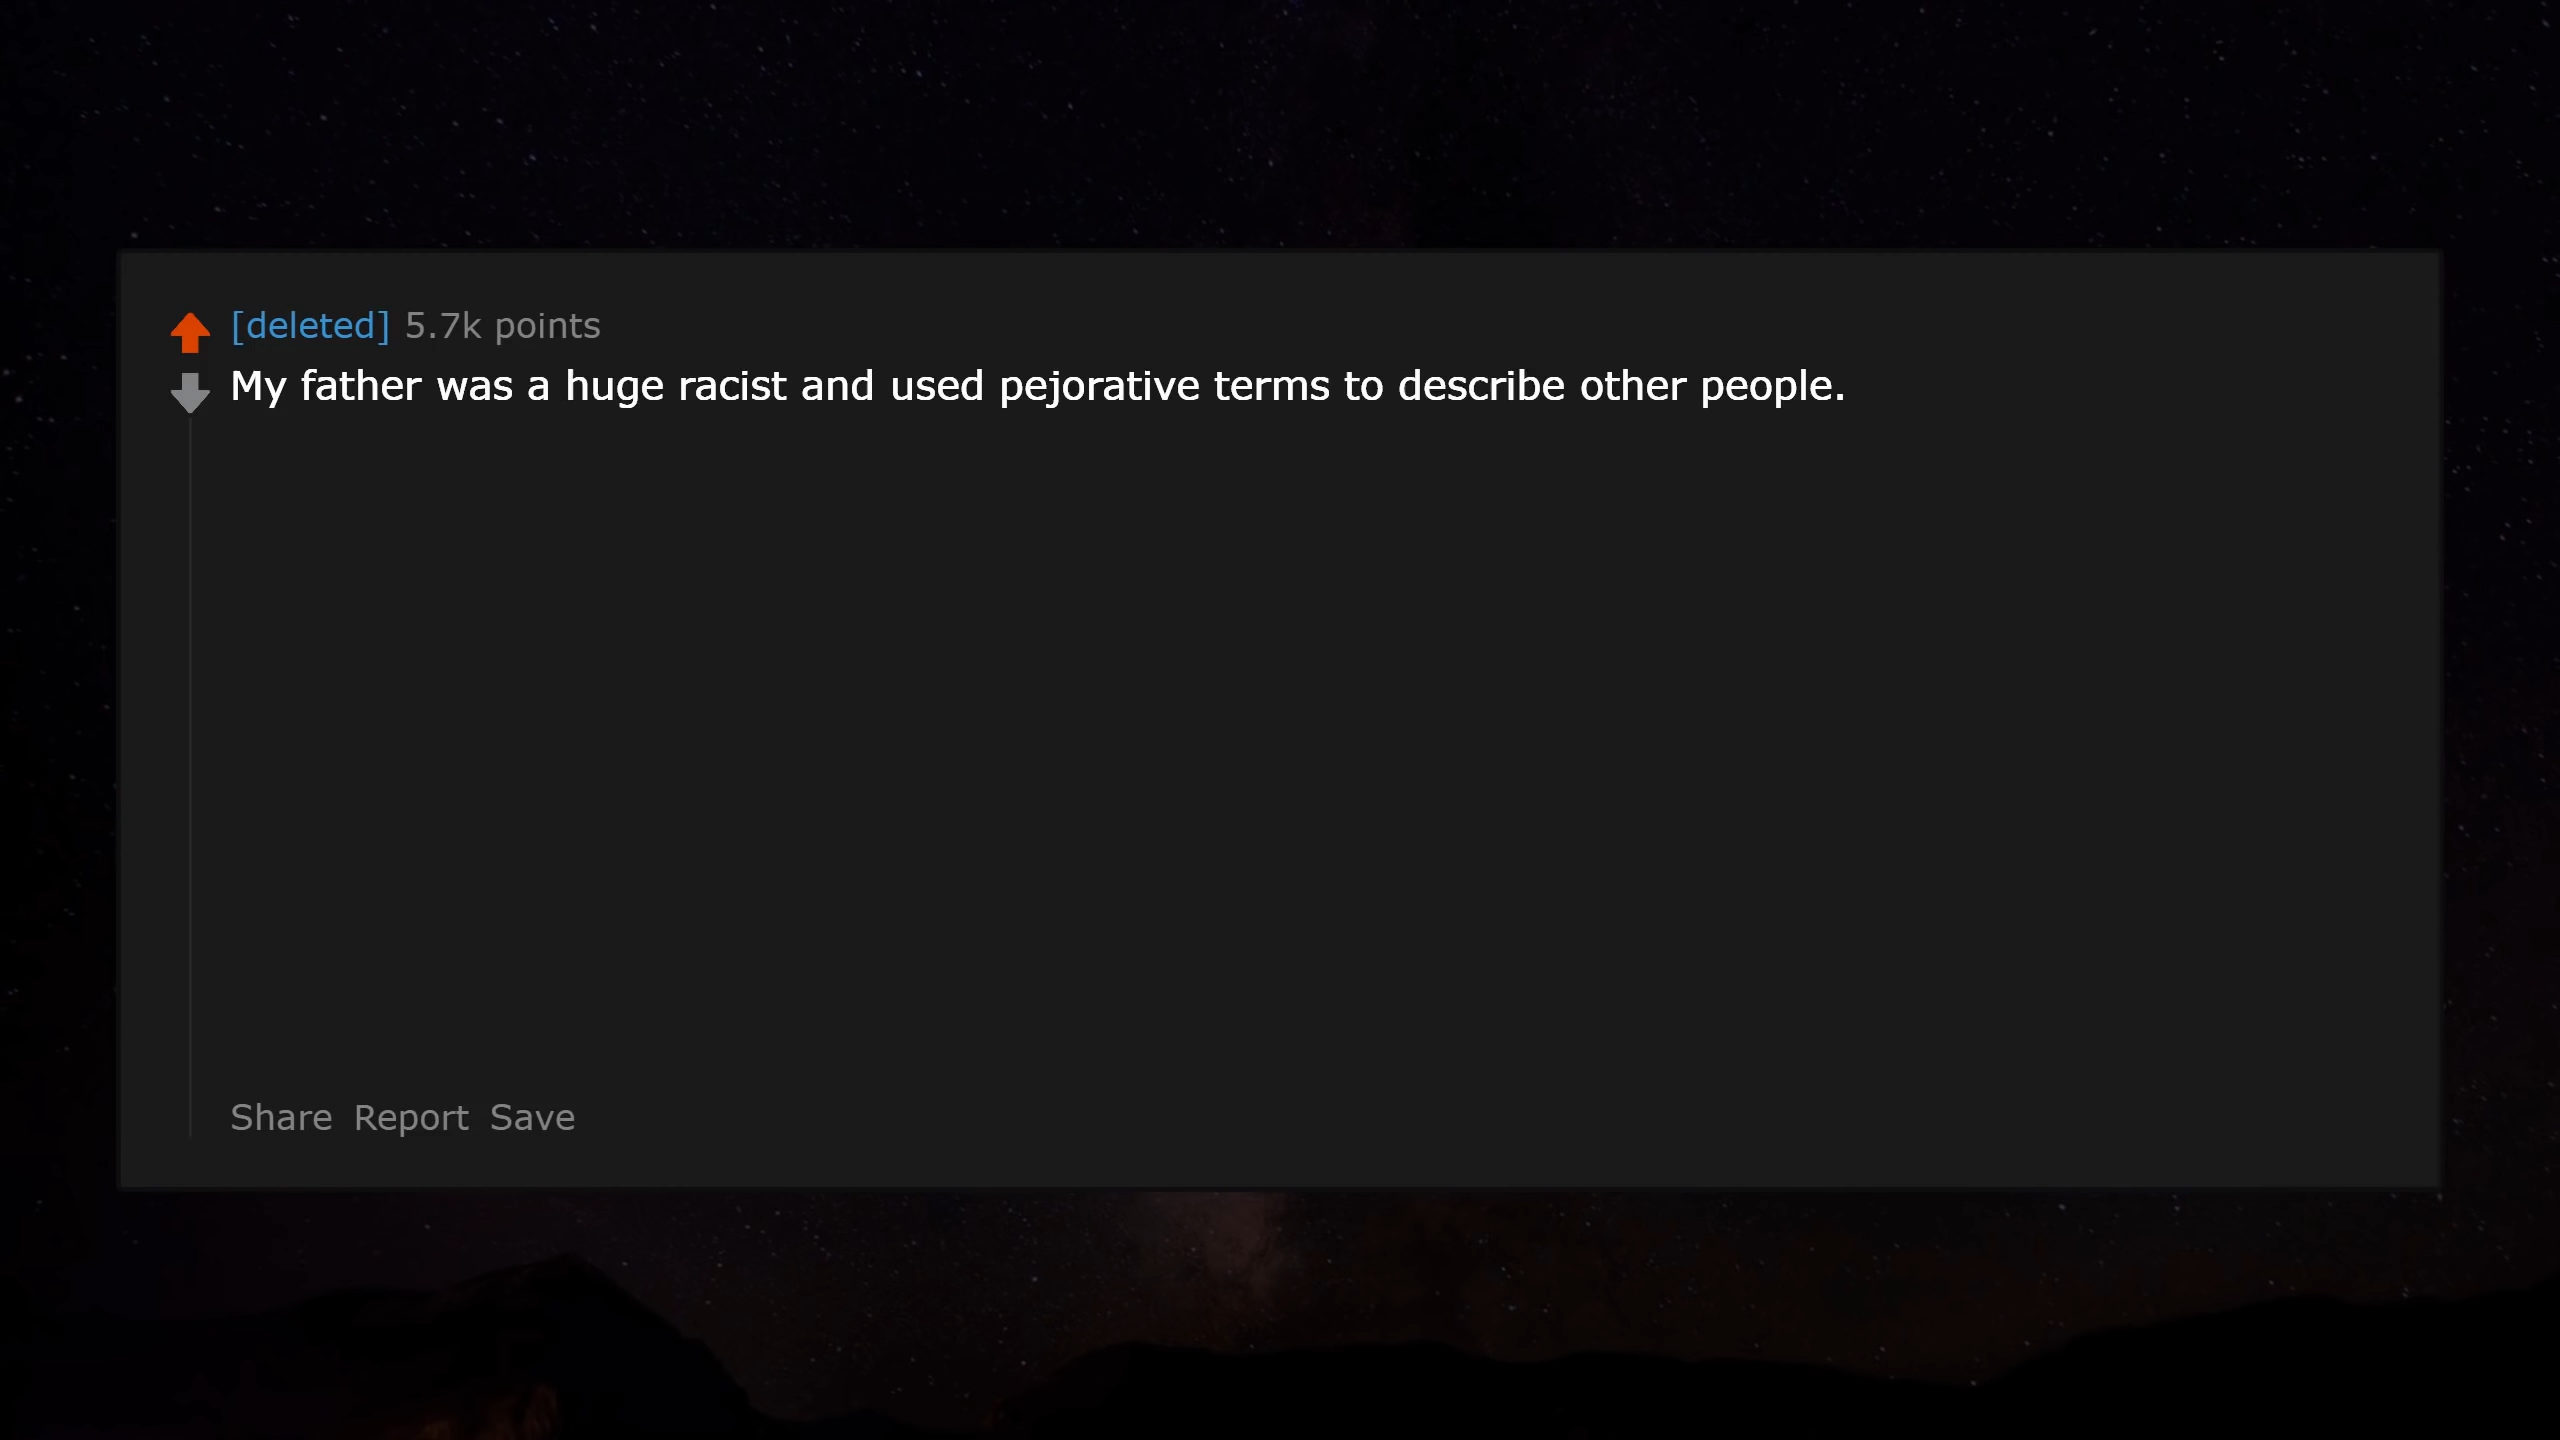 [deleted] 5.7k points
My father was a huge racist and used pejorative terms to describe other people.
Share Report Save